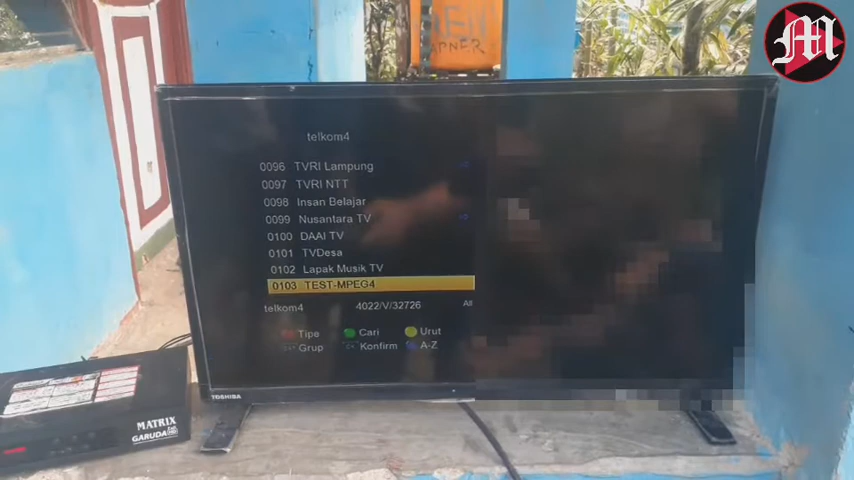 M
NER
telkom4
0096 TVRI Lampung
0097 TVRI NTT
0098 Insan Belajar
0099 Nusantara TV
0100 DAAI TV
0101 TVDesa
0102 Lapak Musik TV
0103 TEST-MPEG4
telkom4 4022/V/32726 All
Tipe Cari Urut
Grup Konfirm A-Z
TOSHIBA
MATRIX
GARUDA